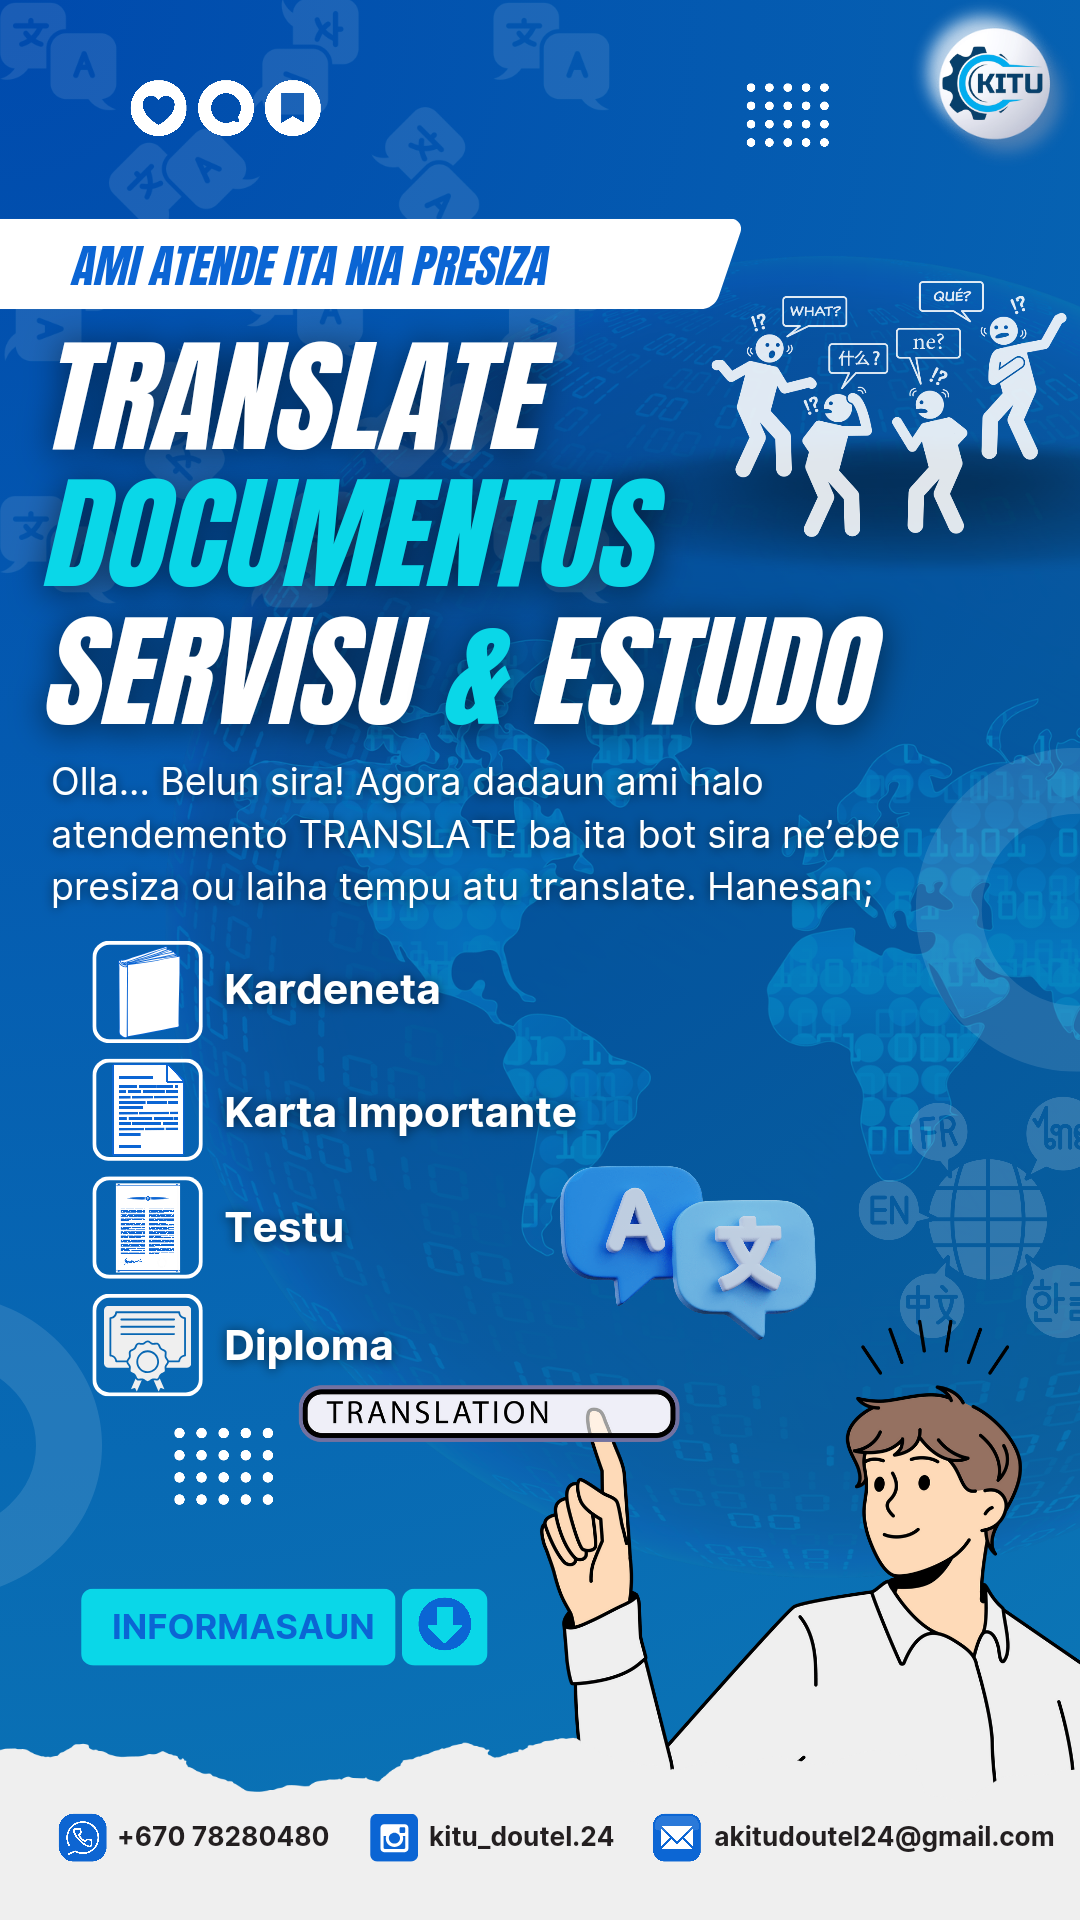 KITU
AMI ATENDE ITA NIA PRESIZA
WHAT?
QUÉ?
什么?
ne?
!?
!?
!?
!?
TRANSLATE
DOCUMENTUS
SERVISU & ESTUDO
Olla... Belun sira! Agora dadaun ami halo
atendemento TRANSLATE ba ita bot sira ne’ebe
presiza ou laiha tempu atu translate. Hanesan;
Kardeneta
Karta Importante
Testu
Diploma
FR
ไทย
EN
中文
한글
A
文
TRANSLATION
INFORMASAUN
+670 78280480
kitu_doutel.24
akitudoutel24@gmail.com